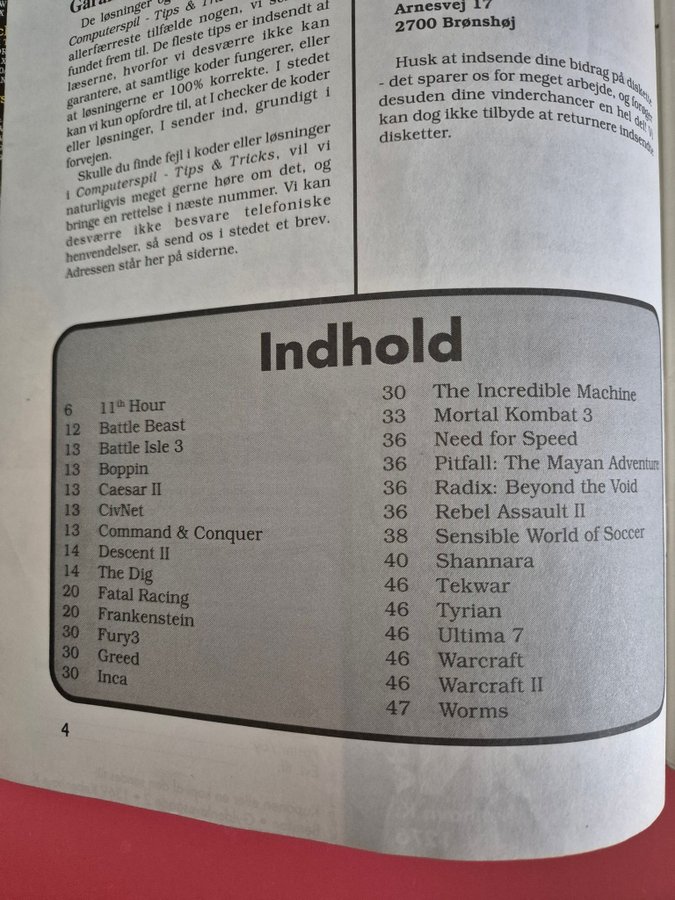 De løsninger og
Computerspil - Tips & Tricks
allerfærreste tilfælde nogen, vi
fundet frem til. De fleste tips er indsendt af
læserne, hvorfor vi desværre ikke kan
garantere, at samtlige koder fungerer, eller
at løsningerne er 100% korrekte. I stedet
kan vi kun opfordre til, at I checker de koder
eller løsninger, I sender ind, grundigt i
forvejen.
Skulle du finde fejl i koder eller løsninger
i Computerspil - Tips & Tricks, vil vi
naturligvis meget gerne høre om det, og
bringe en rettelse i næste nummer. Vi kan
desværre ikke besvare telefoniske
henvendelser, så send os i stedet et brev.
Adressen står her på siderne.
Arnesvej 17
2700 Brønshøj
Husk at indsende dine bidrag på diskette
- det sparer os for meget arbejde, og forøger
desuden dine vinderchancer en hel del! Vi
kan dog ikke tilbyde at returnere indsendte
disketter.
Indhold
6 11th Hour
12 Battle Beast
13 Battle Isle 3
13 Boppin
13 Caesar II
13 CivNet
13 Command & Conquer
14 Descent II
14 The Dig
20 Fatal Racing
20 Frankenstein
30 Fury3
30 Greed
30 Inca
30 The Incredible Machine
33 Mortal Kombat 3
36 Need for Speed
36 Pitfall: The Mayan Adventure
36 Radix: Beyond the Void
36 Rebel Assault II
38 Sensible World of Soccer
40 Shannara
46 Tekwar
46 Tyrian
46 Ultima 7
46 Warcraft
46 Warcraft II
47 Worms
4